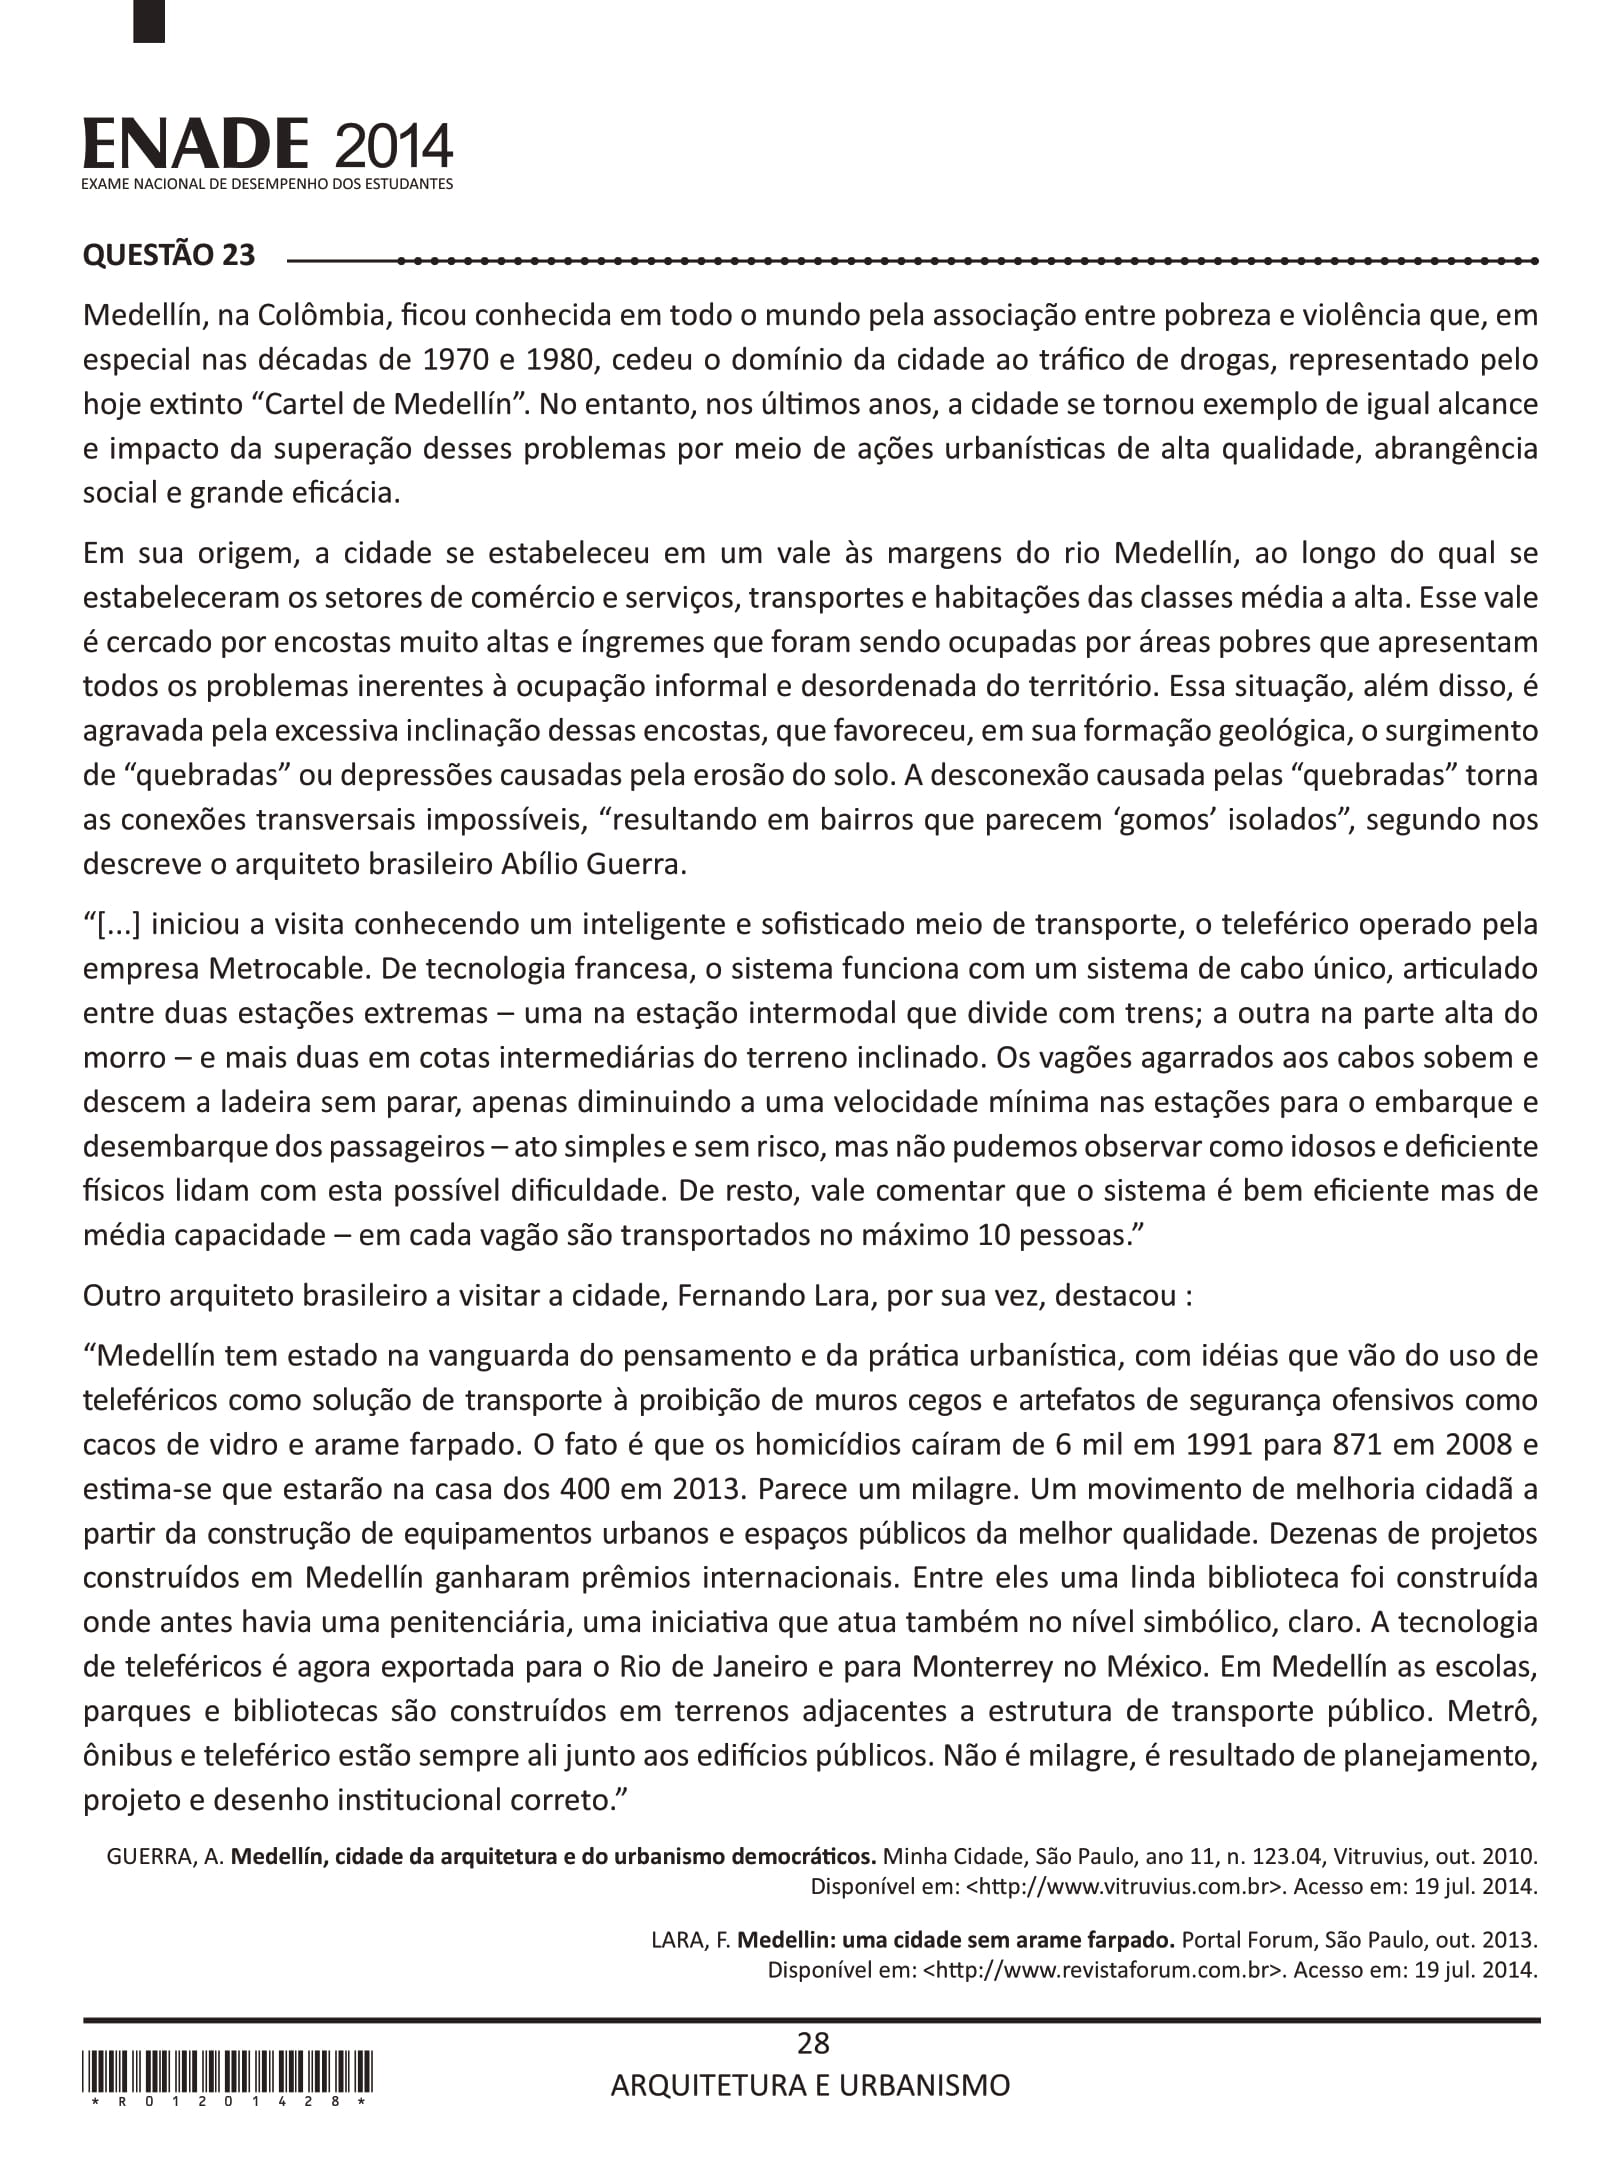 ENADE 2014
EXAME NACIONAL DE DESEMPENHO DOS ESTUDANTES
QUESTÃO 23
Medellín, na Colômbia, ficou conhecida em todo o mundo pela associação entre pobreza e violência que, em
especial nas décadas de 1970 e 1980, cedeu o domínio da cidade ao tráfico de drogas, representado pelo
hoje extinto “Cartel de Medellín”. No entanto, nos últimos anos, a cidade se tornou exemplo de igual alcance
e impacto da superação desses problemas por meio de ações urbanísticas de alta qualidade, abrangência
social e grande eficácia.
Em sua origem, a cidade se estabeleceu em um vale às margens do rio Medellín, ao longo do qual se
estabeleceram os setores de comércio e serviços, transportes e habitações das classes média a alta. Esse vale
é cercado por encostas muito altas e íngremes que foram sendo ocupadas por áreas pobres que apresentam
todos os problemas inerentes à ocupação informal e desordenada do território. Essa situação, além disso, é
agravada pela excessiva inclinação dessas encostas, que favoreceu, em sua formação geológica, o surgimento
de “quebradas” ou depressões causadas pela erosão do solo. A desconexão causada pelas “quebradas” torna
as conexões transversais impossíveis, “resultando em bairros que parecem ‘gomos’ isolados”, segundo nos
descreve o arquiteto brasileiro Abílio Guerra.
“[...] iniciou a visita conhecendo um inteligente e sofisticado meio de transporte, o teleférico operado pela
empresa Metrocable. De tecnologia francesa, o sistema funciona com um sistema de cabo único, articulado
entre duas estações extremas – uma na estação intermodal que divide com trens; a outra na parte alta do
morro – e mais duas em cotas intermediárias do terreno inclinado. Os vagões agarrados aos cabos sobem e
descem a ladeira sem parar, apenas diminuindo a uma velocidade mínima nas estações para o embarque e
desembarque dos passageiros – ato simples e sem risco, mas não pudemos observar como idosos e deficiente
físicos lidam com esta possível dificuldade. De resto, vale comentar que o sistema é bem eficiente mas de
média capacidade – em cada vagão são transportados no máximo 10 pessoas.”
Outro arquiteto brasileiro a visitar a cidade, Fernando Lara, por sua vez, destacou :
“Medellín tem estado na vanguarda do pensamento e da prática urbanística, com idéias que vão do uso de
teleféricos como solução de transporte à proibição de muros cegos e artefatos de segurança ofensivos como
cacos de vidro e arame farpado. O fato é que os homicídios caíram de 6 mil em 1991 para 871 em 2008 e
estima-se que estarão na casa dos 400 em 2013. Parece um milagre. Um movimento de melhoria cidadã a
partir da construção de equipamentos urbanos e espaços públicos da melhor qualidade. Dezenas de projetos
construídos em Medellín ganharam prêmios internacionais. Entre eles uma linda biblioteca foi construída
onde antes havia uma penitenciária, uma iniciativa que atua também no nível simbólico, claro. A tecnologia
de teleféricos é agora exportada para o Rio de Janeiro e para Monterrey no México. Em Medellín as escolas,
parques e bibliotecas são construídos em terrenos adjacentes a estrutura de transporte público. Metrô,
ônibus e teleférico estão sempre ali junto aos edifícios públicos. Não é milagre, é resultado de planejamento,
projeto e desenho institucional correto.”
GUERRA, A. Medellín, cidade da arquitetura e do urbanismo democráticos. Minha Cidade, São Paulo, ano 11, n. 123.04, Vitruvius, out. 2010.
Disponível em: <http://www.vitruvius.com.br>. Acesso em: 19 jul. 2014.
LARA, F. Medellin: uma cidade sem arame farpado. Portal Forum, São Paulo, out. 2013.
Disponível em: <http://www.revistaforum.com.br>. Acesso em: 19 jul. 2014.
28
ARQUITETURA E URBANISMO
* R 0 1 2 0 1 4 2 8 *